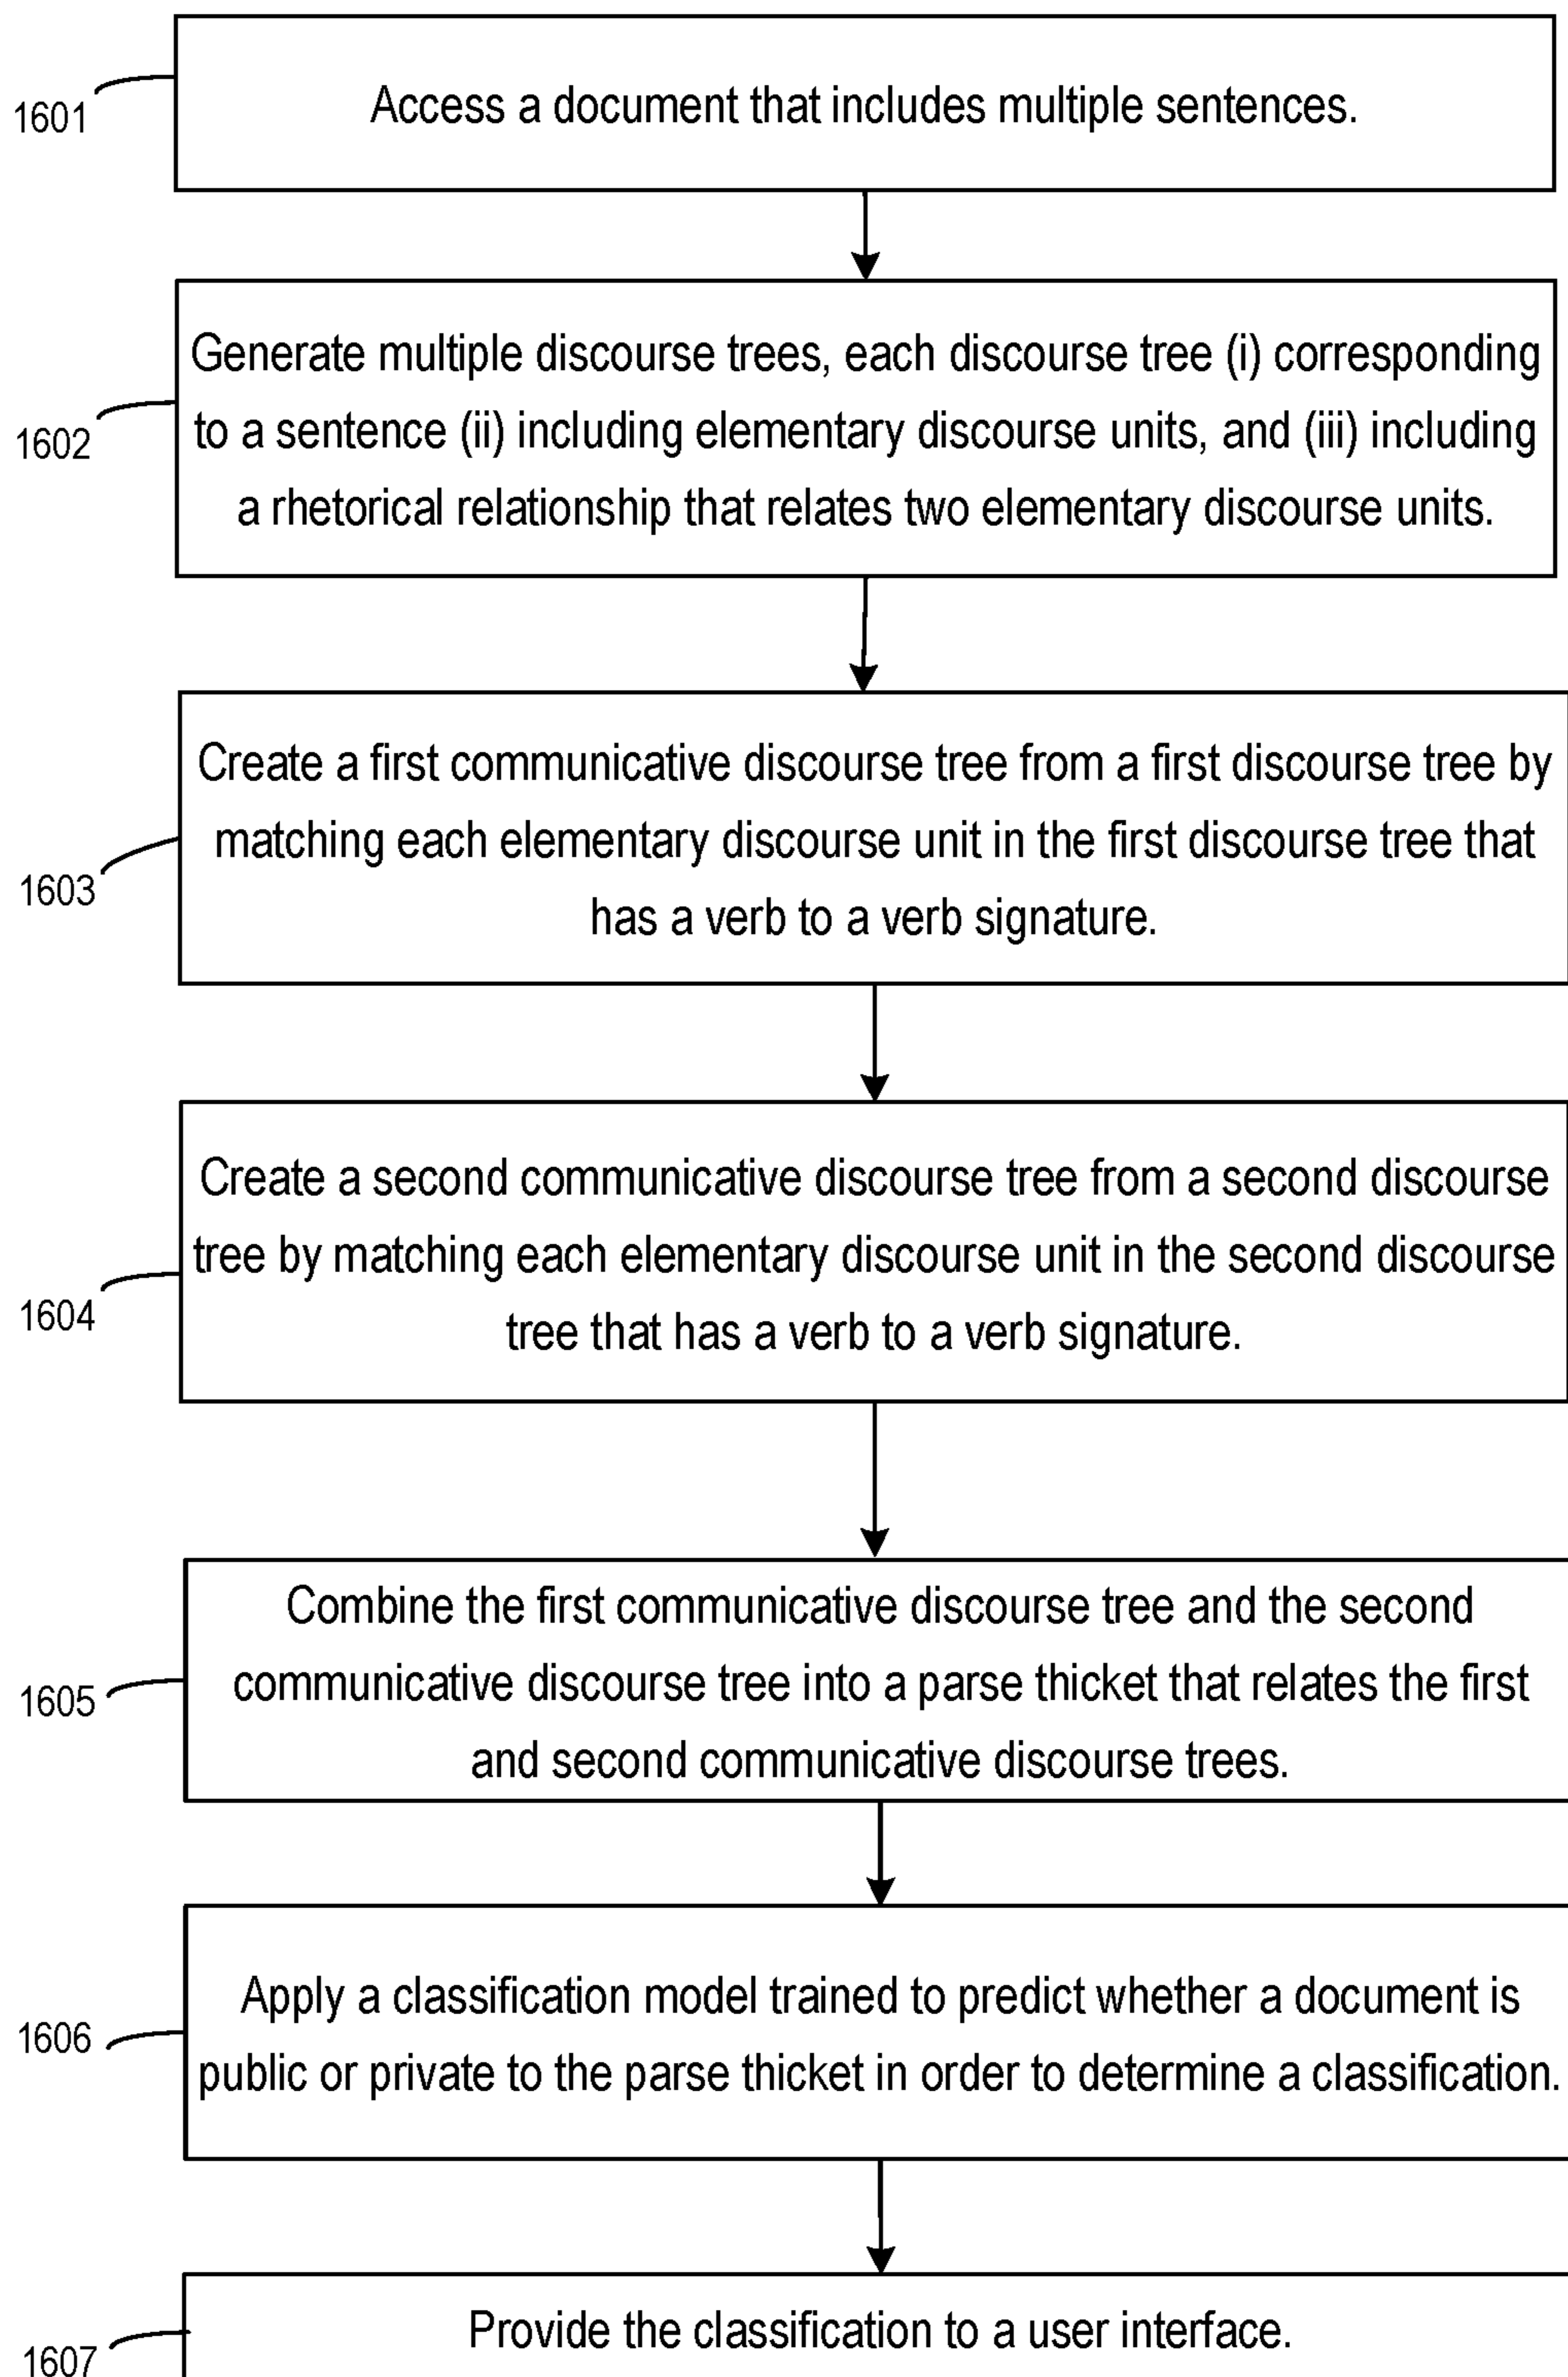 1601
Access a document that includes multiple sentences.
1602
Generate multiple discourse trees, each discourse tree (i) corresponding
to a sentence (ii) including elementary discourse units, and (iii) including
a rhetorical relationship that relates two elementary discourse units.
1603
Create a first communicative discourse tree from a first discourse tree by
matching each elementary discourse unit in the first discourse tree that
has a verb to a verb signature.
1604
Create a second communicative discourse tree from a second discourse
tree by matching each elementary discourse unit in the second discourse
tree that has a verb to a verb signature.
1605
Combine the first communicative discourse tree and the second
communicative discourse tree into a parse thicket that relates the first
and second communicative discourse trees.
1606
Apply a classification model trained to predict whether a document is
public or private to the parse thicket in order to determine a classification.
1607
Provide the classification to a user interface.